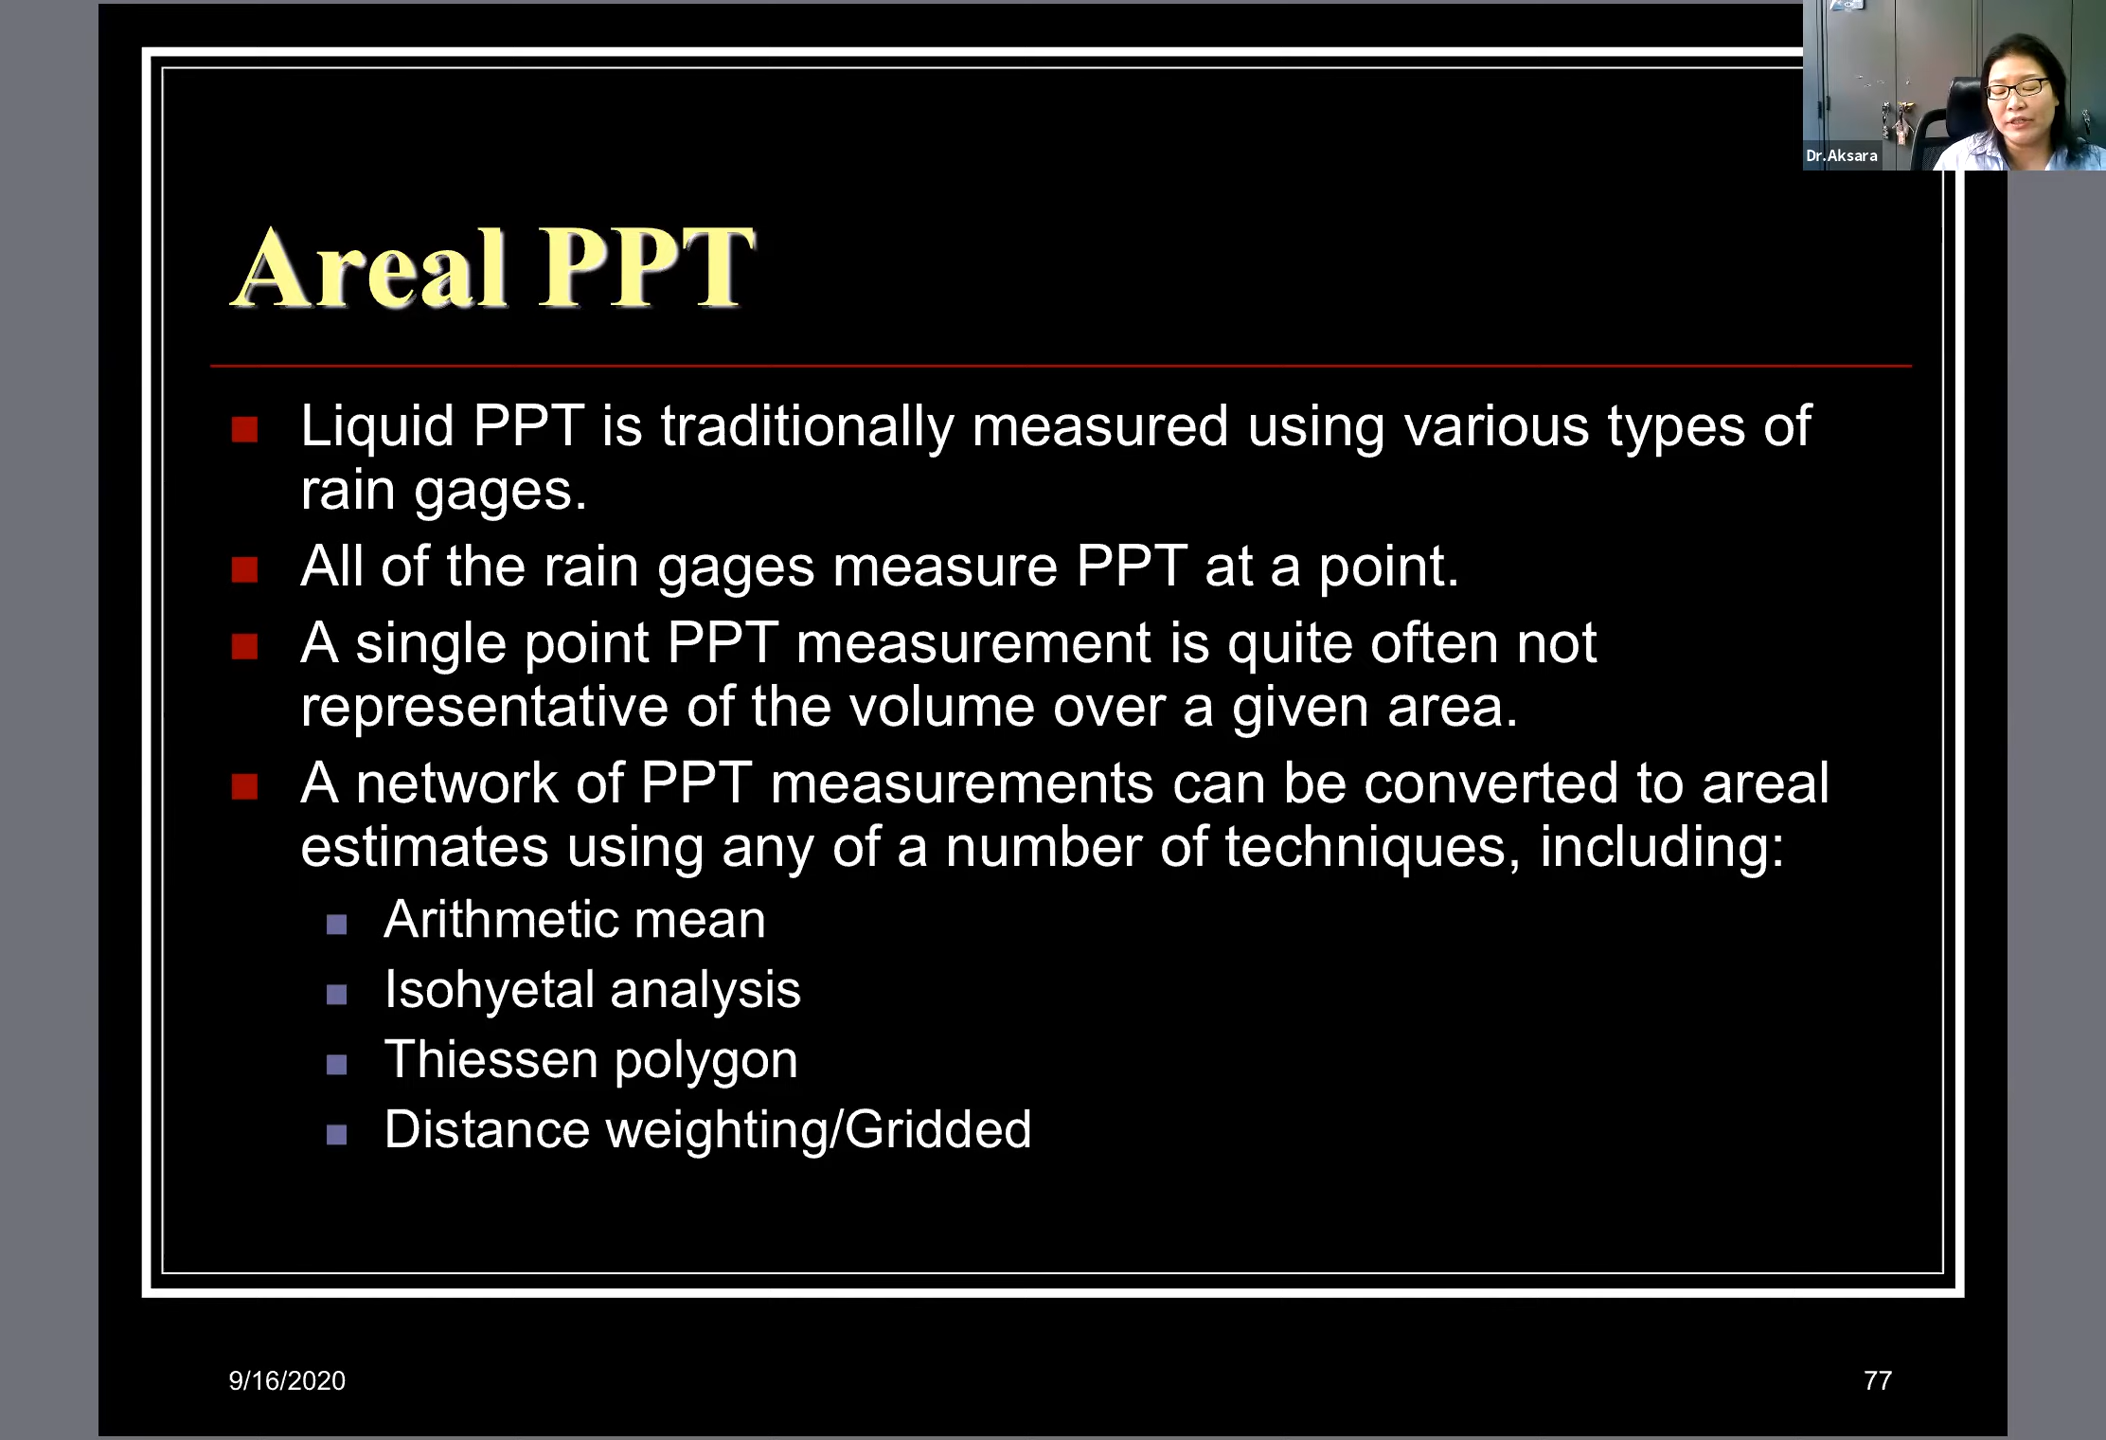 Dr.Aksara
Areal PPT
Liquid PPT is traditionally measured using various types of
rain gages.
All of the rain gages measure PPT at a point.
A single point PPT measurement is quite often not
representative of the volume over a given area.
A network of PPT measurements can be converted to areal
estimates using any of a number of techniques, including:
Arithmetic mean
Isohyetal analysis
Thiessen polygon
Distance weighting/Gridded
9/16/2020
77